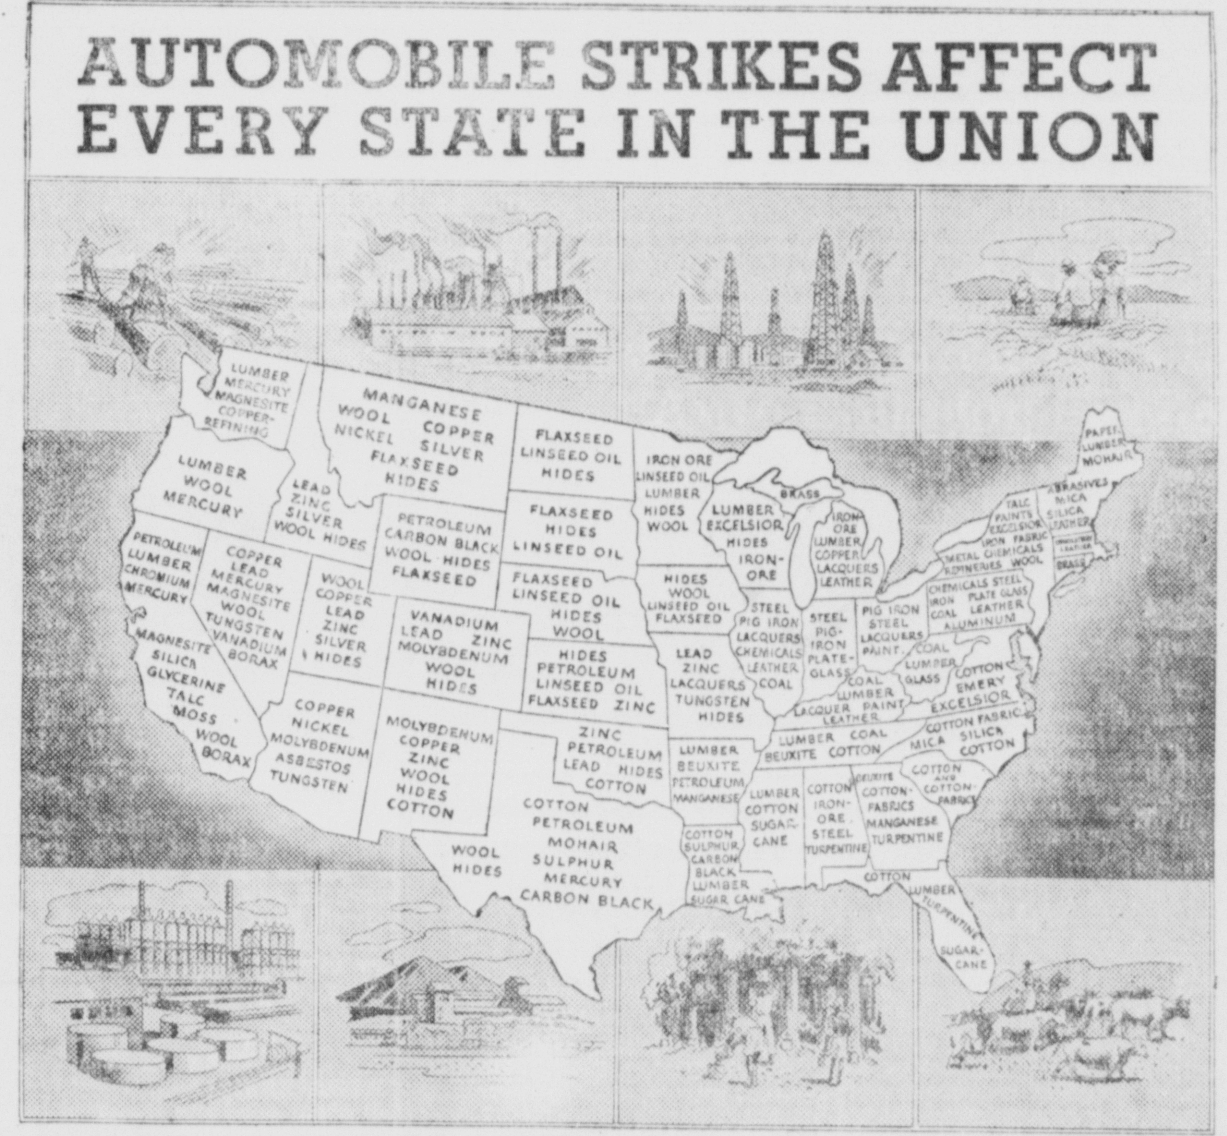 AUTOMOBILE STRIKES AFFECT
EVERY STATE IN THE UNION
LUMBER
MERCURY
MAGNESITE
COPPER-
REFINING
LUMBER
WOOL
MERCURY
LEAD
ZINC
SILVER
WOOL HIDES
MANGANESE
WOOL COPPER
NICKEL SILVER
FLAXSEED
HIDES
PETROLEUM
CARBON BLACK
WOOL-HIDES
FLAXSEED
FLAXSEED
LINSEED OIL
HIDES
FLAXSEED
HIDES
LINSEED OIL
FLAXSEED
LINSEED OIL
HIDES
WOOL
HIDES
PETROLEUM
LINSEED OIL
FLAXSEED ZINC
IRON ORE
LINSEED OIL
LUMBER
HIDES
WOOL
HIDES
WOOL
LINSEED OIL
FLAXSEED
LEAD
ZINC
LACQUERS
TUNGSTEN
HIDES
BRASS
LUMBER
EXCELSIOR
HIDES
IRON-
ORE
IRON-
ORE
LUMBER
COPPER
LACQUERS
LEATHER
STEEL
PIG IRON
LACQUERS
CHEMICALS
LEATHER
COAL
STEEL
PIG-
IRON
PLATE-
GLASS
PIG IRON
STEEL
LACQUERS
PAINT.
COAL
LUMBER
GLASS
COAL
LUMBER
LACQUER PAINT
LEATHER
COTTON
EMERY
EXCELSIOR
PAPER
LUMBER
MOHAIR
ABRASIVES
MICA
SILICA
LEATHER
BRASS
TALC
PAINTS
EXCELSIOR
IRON FABRIC
METAL CHEMICALS
REFINERIES WOOL
CHEMICALS STEEL
IRON PLATE GLASS
COAL LEATHER
ALUMINUM
PETROLEUM
LUMBER
CHROMIUM
MERCURY
MAGNESITE
SILICA
GLYCERINE
TALC
MOSS
WOOL
BORAX
COPPER
LEAD
MERCURY
MAGNESITE
WOOL
TUNGSTEN
VANADIUM
BORAX
WOOL
COPPER
LEAD
ZINC
SILVER
HIDES
VANADIUM
LEAD ZINC
MOLYBDENUM
WOOL
HIDES
COPPER
NICKEL
MOLYBDENUM
ASBESTOS
TUNGSTEN
MOLYBDENUM
COPPER
ZINC
WOOL
HIDES
COTTON
ZINC
PETROLEUM
LEAD HIDES
COTTON
COTTON
PETROLEUM
MOHAIR
SULPHUR
MERCURY
CARBON BLACK
WOOL
HIDES
LUMBER
BEUXITE
PETROLEUM
MANGANESE
COTTON
SULPHUR
CARBON
BLACK
LUMBER
SUGAR CANE
LUMBER COAL
BEUXITE COTTON
COTTON FABRIC
MICA SILICA
COTTON
COTTON
AND
COTTON-
FABRIC
LUMBER
COTTON
SUGAR-
CANE
COTTON
IRON-
ORE
STEEL
TURPENTINE
BEUXITE
COTTON-
FABRICS
MANGANESE
TURPENTINE
COTTON
LUMBER
TURPENTINE
SUGAR-
CANE